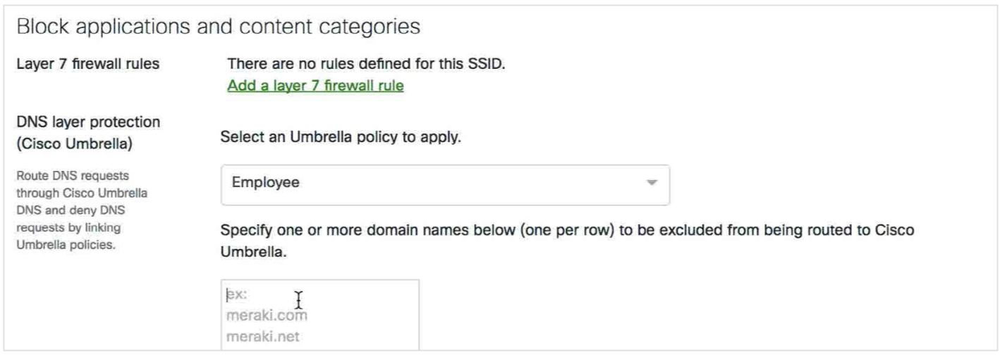 Block applications and content categories
Layer 7 firewall rules
There are no rules defined for this SSID.
Add a layer 7 firewall rule
DNS layer protection
(Cisco Umbrella)
Route DNS requests
through Cisco Umbrella
DNS and deny DNS
requests by linking
Umbrella policies.
Select an Umbrella policy to apply.
Employee
Specify one or more domain names below (one per row) to be excluded from being routed to Cisco
Umbrella.
ex:
meraki.com
meraki.net